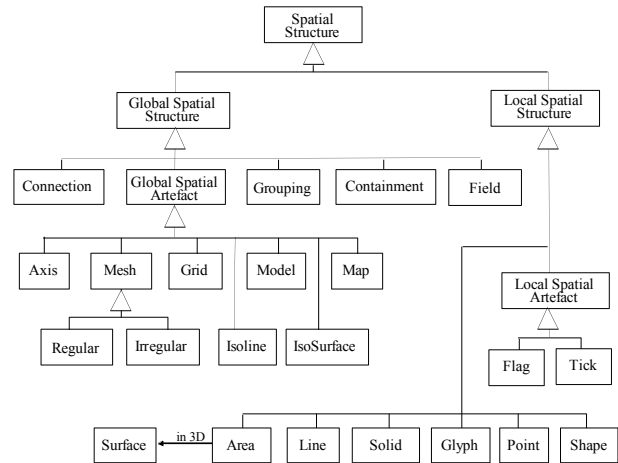 Spatial
Structure
Global Spatial
Structure
Local Spatial
Structure
Connection
Global Spatial
Artefact
Grouping
Containment
Field
Axis
Mesh
Grid
Model
Map
Local Spatial
Artefact
Regular
Irregular
Isoline
IsoSurface
Flag
Tick
Surface
in 3D
Area
Line
Solid
Glyph
Point
Shape